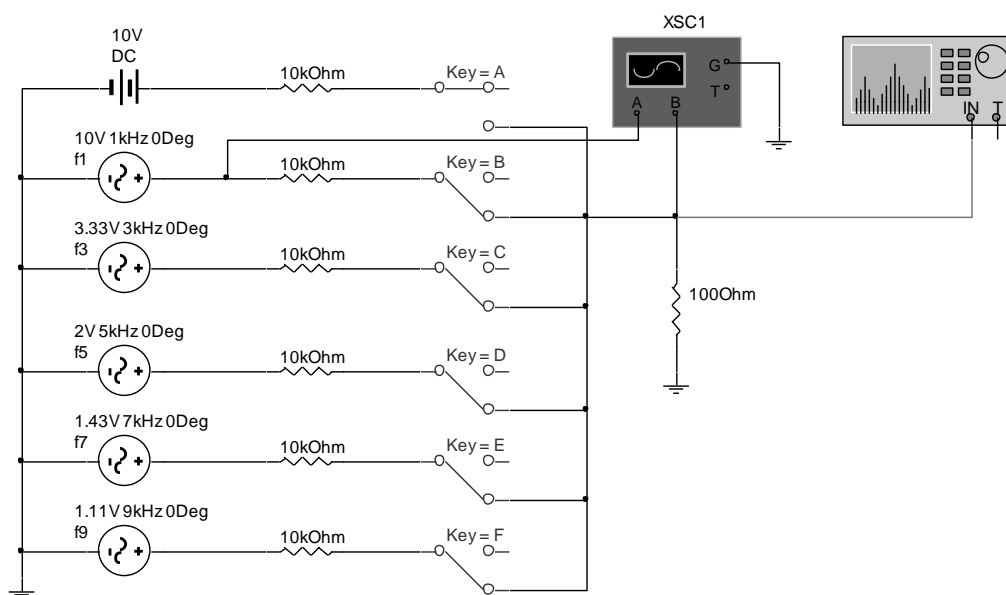 XSC1
10V
DC
10kOhm
Key = A
G
T
A B
IN T
10V 1kHz 0Deg
f1
10kOhm
Key = B
3.33V 3kHz 0Deg
f3
10kOhm
Key = C
100Ohm
2V 5kHz 0Deg
f5
10kOhm
Key = D
1.43V 7kHz 0Deg
f7
10kOhm
Key = E
1.11V 9kHz 0Deg
f9
10kOhm
Key = F